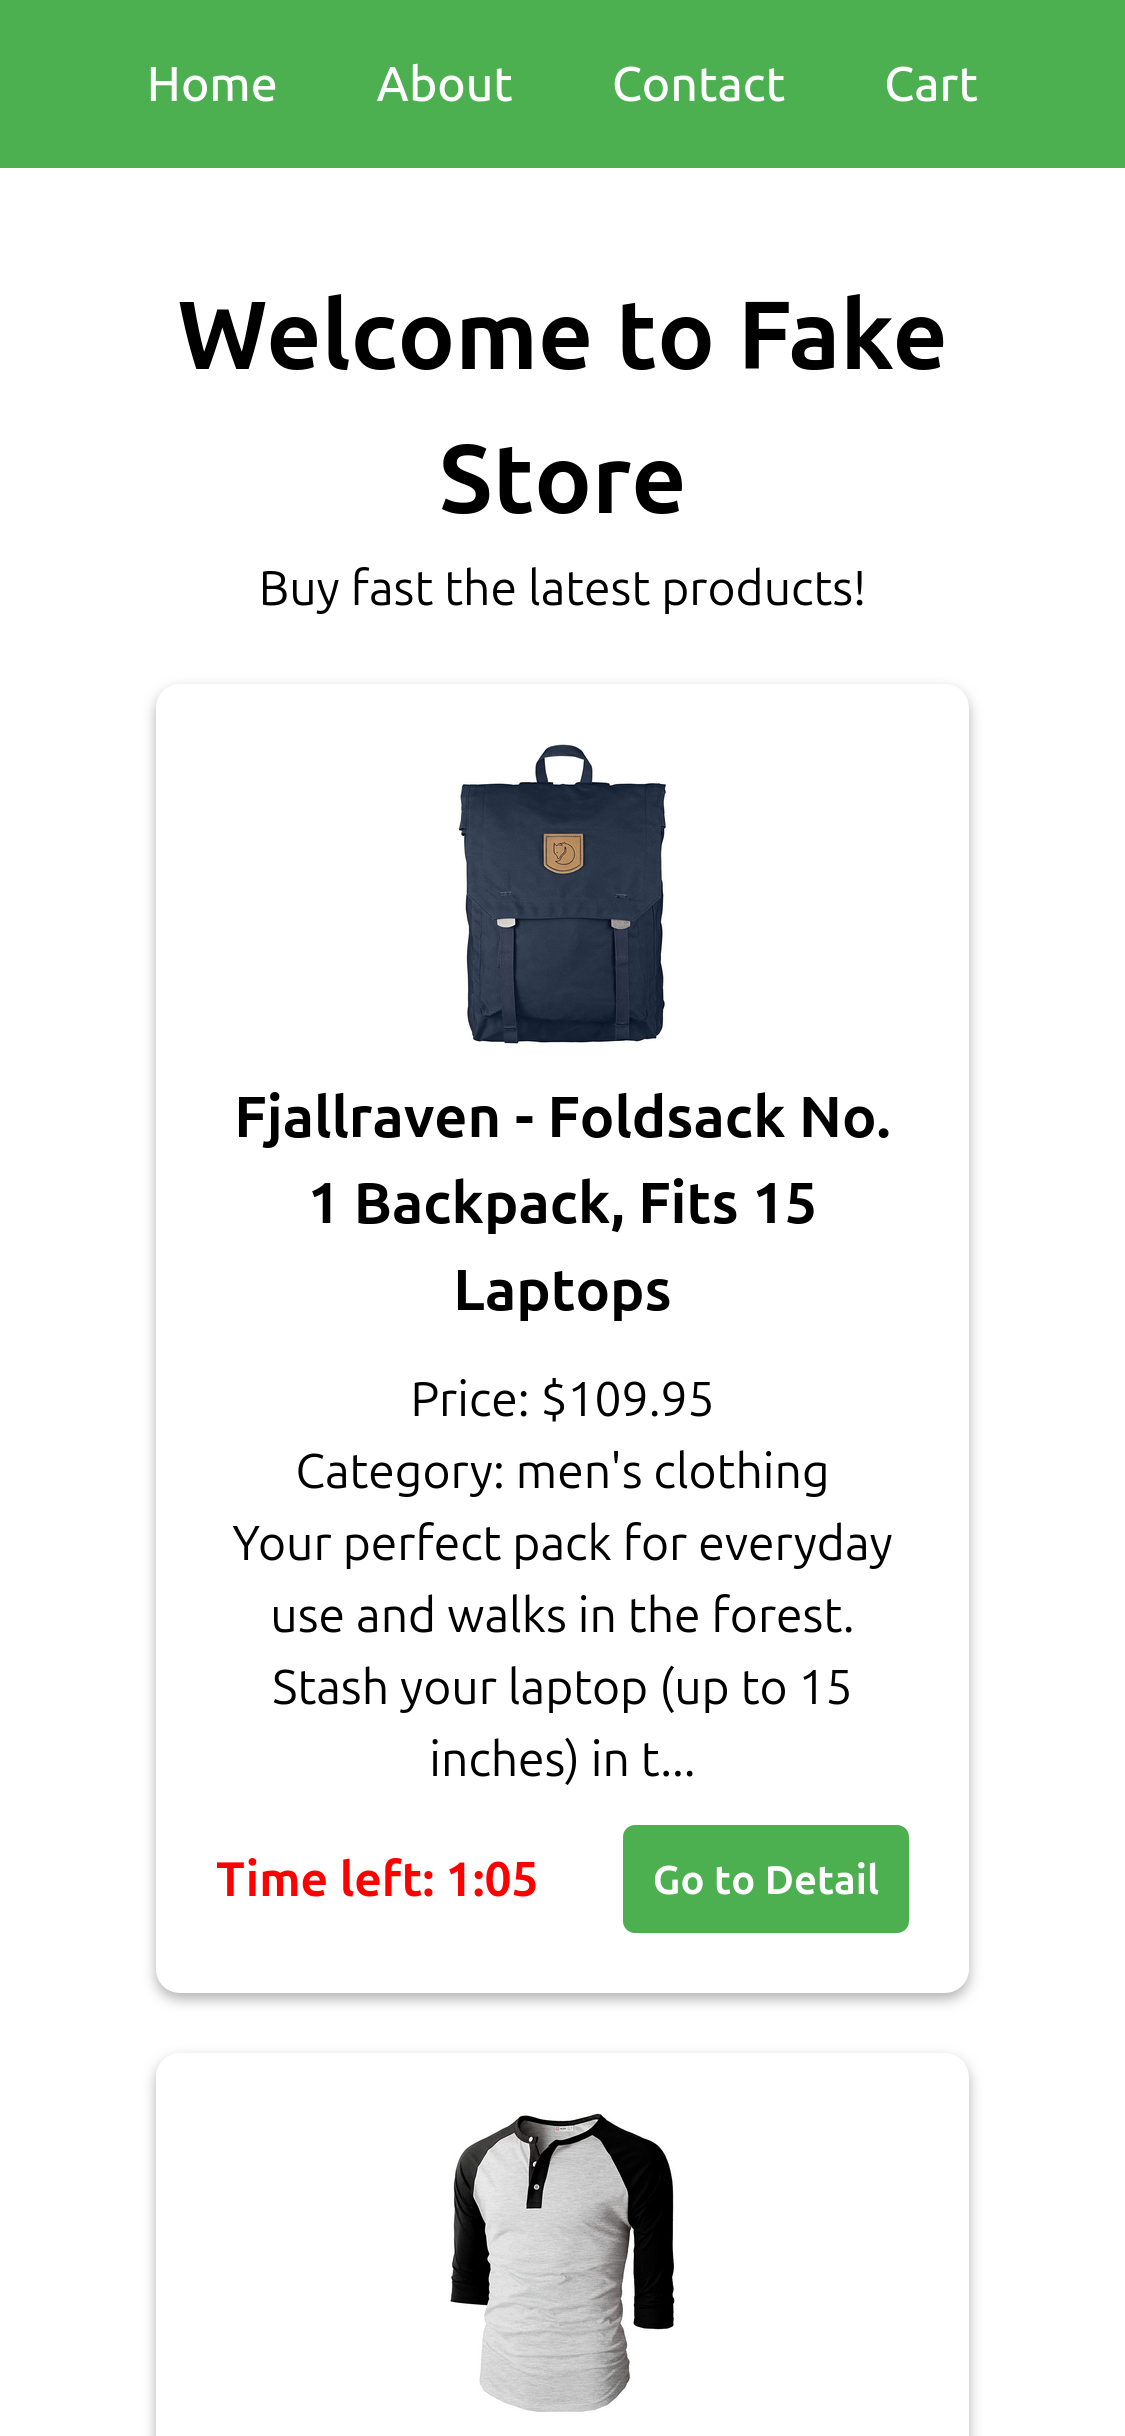 Home About Contact Cart
Welcome to Fake
Store
Buy fast the latest products!
Fjallraven - Foldsack No.
1 Backpack, Fits 15
Laptops
Price: $109.95
Category: men's clothing
Your perfect pack for everyday
use and walks in the forest.
Stash your laptop (up to 15
inches) in t...
Time left: 1:05
Go to Detail